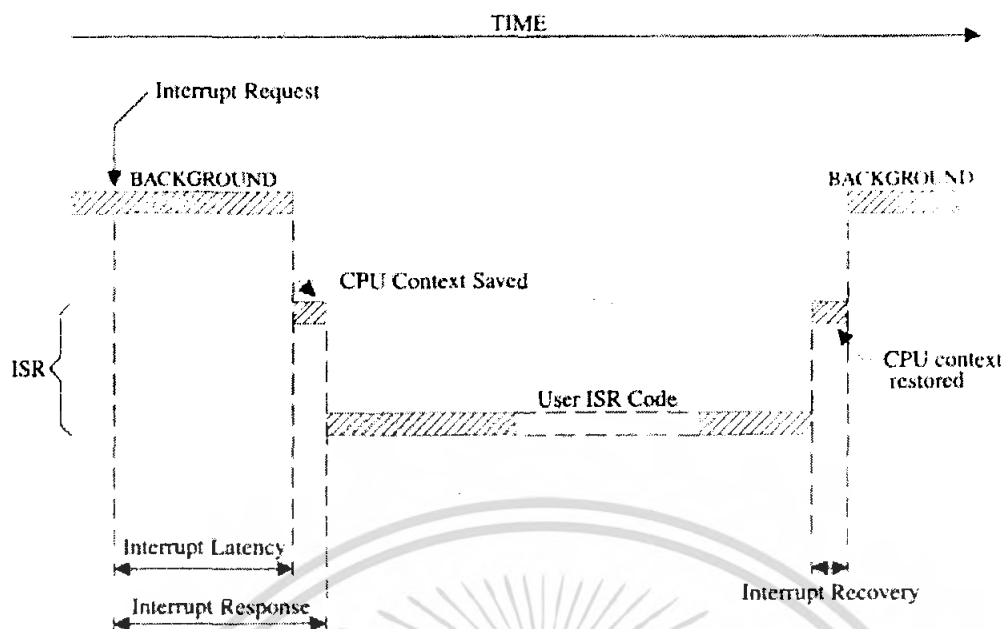 TIME
Interrupt Request
BACKGROUND
BACKGROUND
CPU Context Saved
ISR
CPU context
restored
User ISR Code
Interrupt Latency
Interrupt Recovery
Interrupt Response